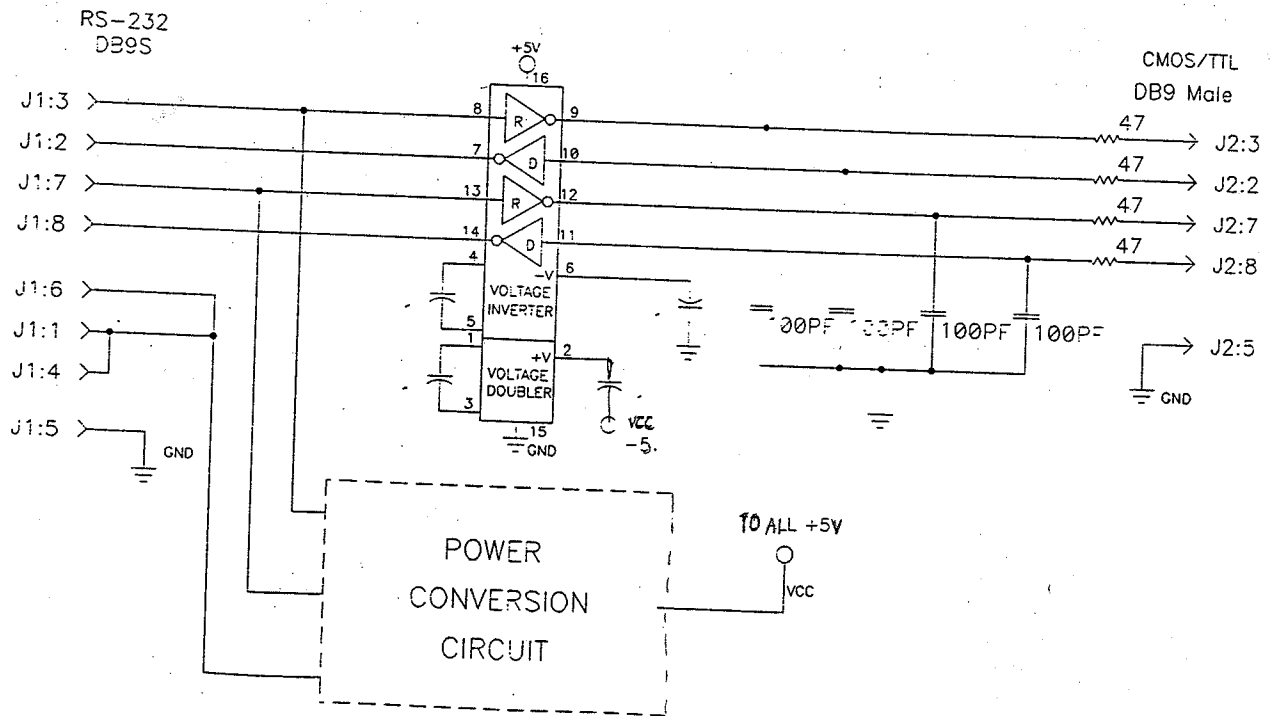 RS-232
DB9S
J1:3
J1:2
J1:7
J1:8
J1:6
J1:1
J1:4
J1:5
GND
+5V
16
8
R
9
7
D
10
13
R
12
14
D
11
4
-V
6
VOLTAGE
INVERTER
5
1
+V
2
VOLTAGE
DOUBLER
3
15
GND
VCC
-5.
CMOS/TTL
DB9 Male
47
J2:3
47
J2:2
47
J2:7
47
J2:8
00PF
100PF
100PF
100PF
J2:5
GND
POWER
CONVERSION
CIRCUIT
TO ALL +5V
VCC